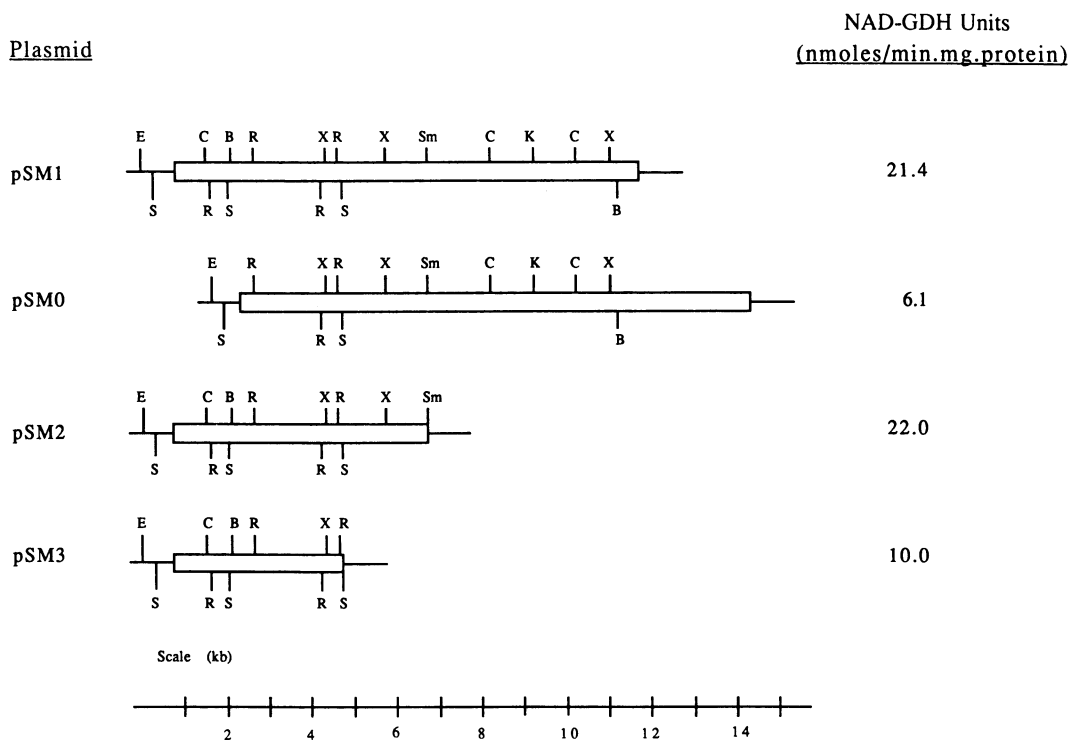 NAD-GDH Units
Plasmid (nmoles/min.mg.protein)
E C B R X R X Sm C K C X
pSM1 21.4
S R S R S B
E R X R X Sm C K C X
pSM0 6.1
S R S B
E C B R X R X Sm
pSM2 22.0
S R S R S
E C B R X R
pSM3 10.0
S R S R S
Scale (kb)
2 4 6 8 10 12 14